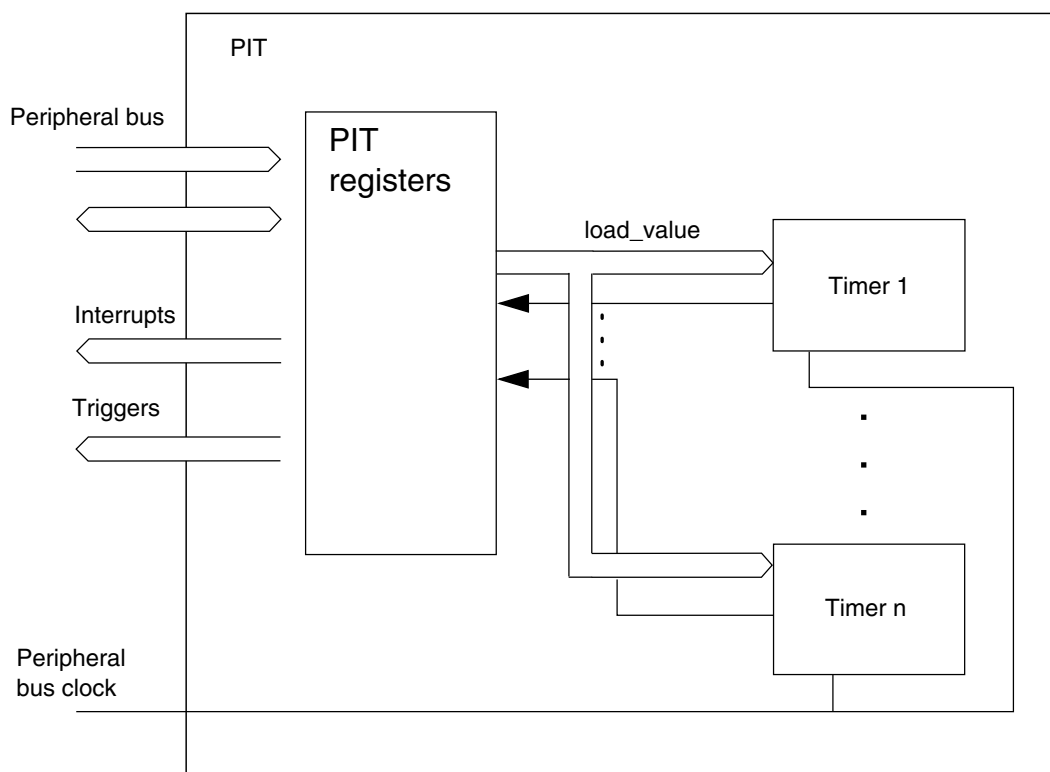 PIT
Peripheral bus
PIT
registers
load_value
Timer 1
Interrupts
Triggers
Timer n
Peripheral
bus clock